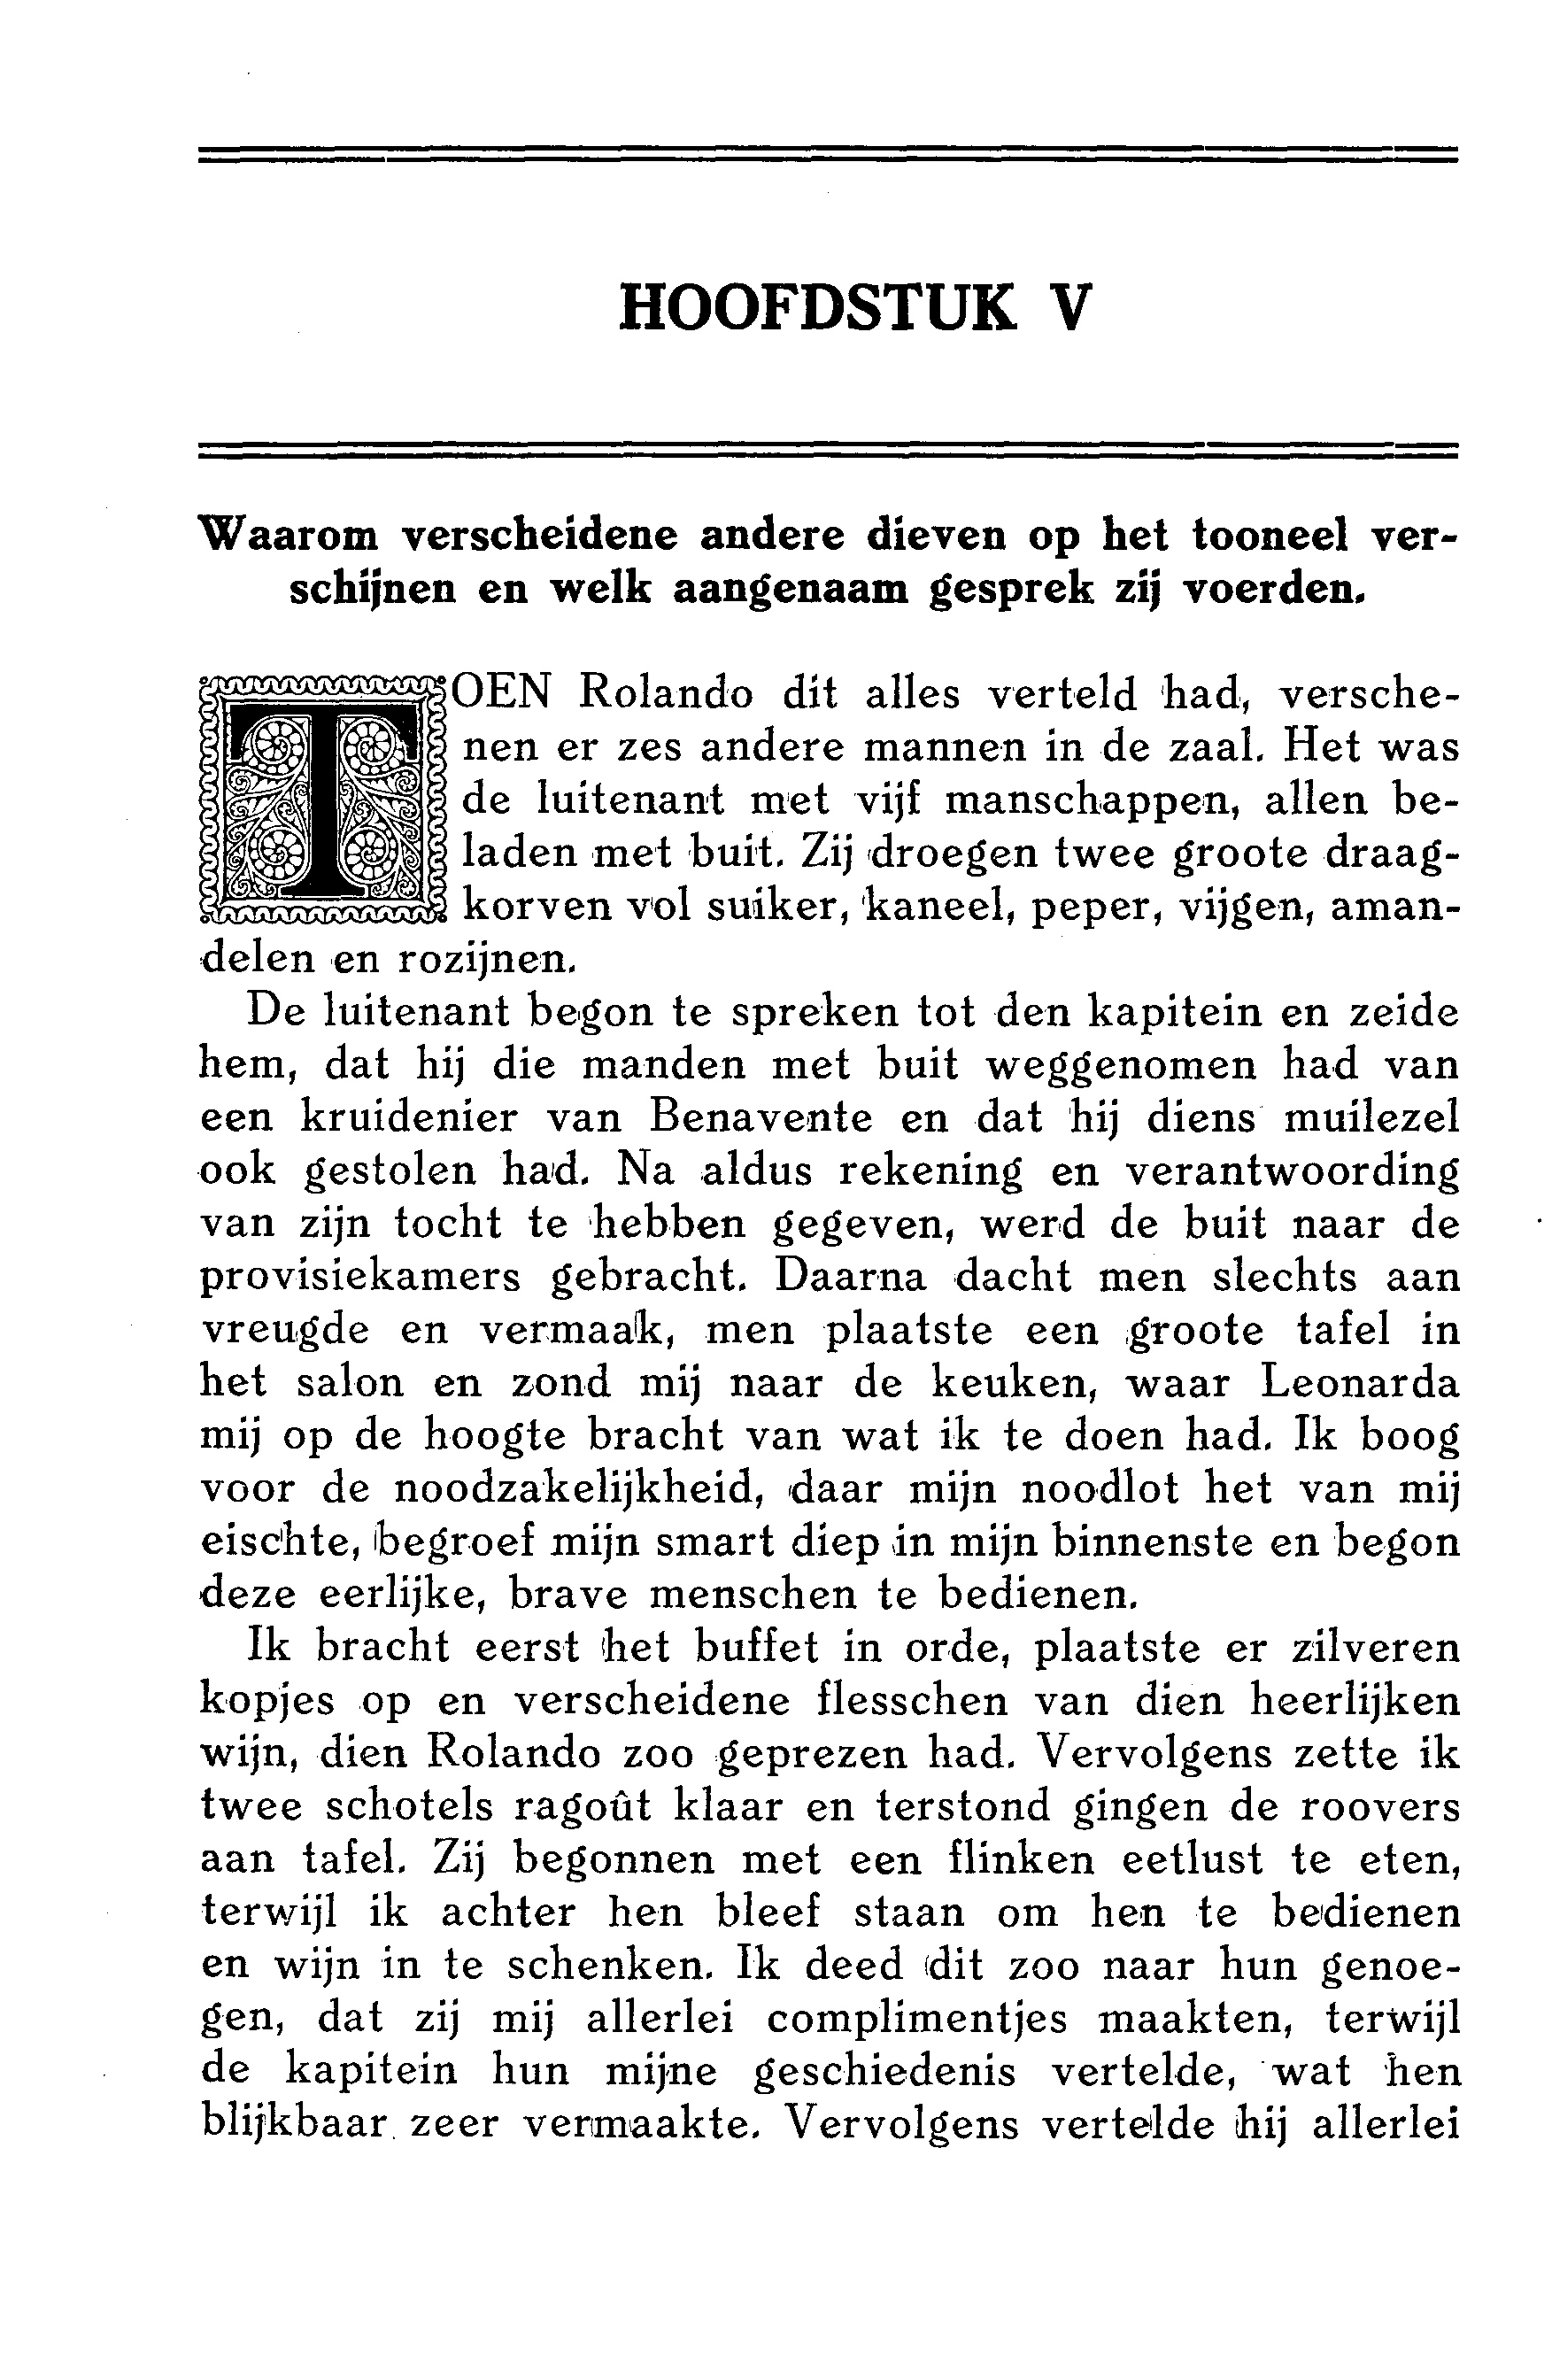 HOOFDSTUK V
Waarom verscheidene andere dieven op het tooneel ver-
schijnen en welk aangenaam gesprek zij voerden.
TOEN Rolando dit alles verteld had, versche-
nen er zes andere mannen in de zaal. Het was
de luitenant met vijf manschappen, allen be-
laden met buit. Zij droegen twee groote draag-
korven vol suiker, kaneel, peper, vijgen, aman-
delen en rozijnen.
De luitenant begon te spreken tot den kapitein en zeide
hem, dat hij die manden met buit weggenomen had van
een kruidenier van Benavente en dat hij diens muilezel
ook gestolen had. Na aldus rekening en verantwoording
van zijn tocht te hebben gegeven, werd de buit naar de
provisiekamers gebracht. Daarna dacht men slechts aan
vreugde en vermaak, men plaatste een groote tafel in
het salon en zond mij naar de keuken, waar Leonarda
mij op de hoogte bracht van wat ik te doen had. Ik boog
voor de noodzakelijkheid, daar mijn noodlot het van mij
eischte, begroef mijn smart diep in mijn binnenste en begon
deze eerlijke, brave menschen te bedienen.
Ik bracht eerst het buffet in orde, plaatste er zilveren
kopjes op en verscheidene flesschen van dien heerlijken
wijn, dien Rolando zoo geprezen had. Vervolgens zette ik
twee schotels ragoût klaar en terstond gingen de roovers
aan tafel. Zij begonnen met een flinken eetlust te eten,
terwijl ik achter hen bleef staan om hen te bedienen
en wijn in te schenken. Ik deed dit zoo naar hun genoe-
gen, dat zij mij allerlei complimentjes maakten, terwijl
de kapitein hun mijne geschiedenis vertelde, wat hen
blijkbaar zeer vermaakte. Vervolgens vertelde hij allerlei